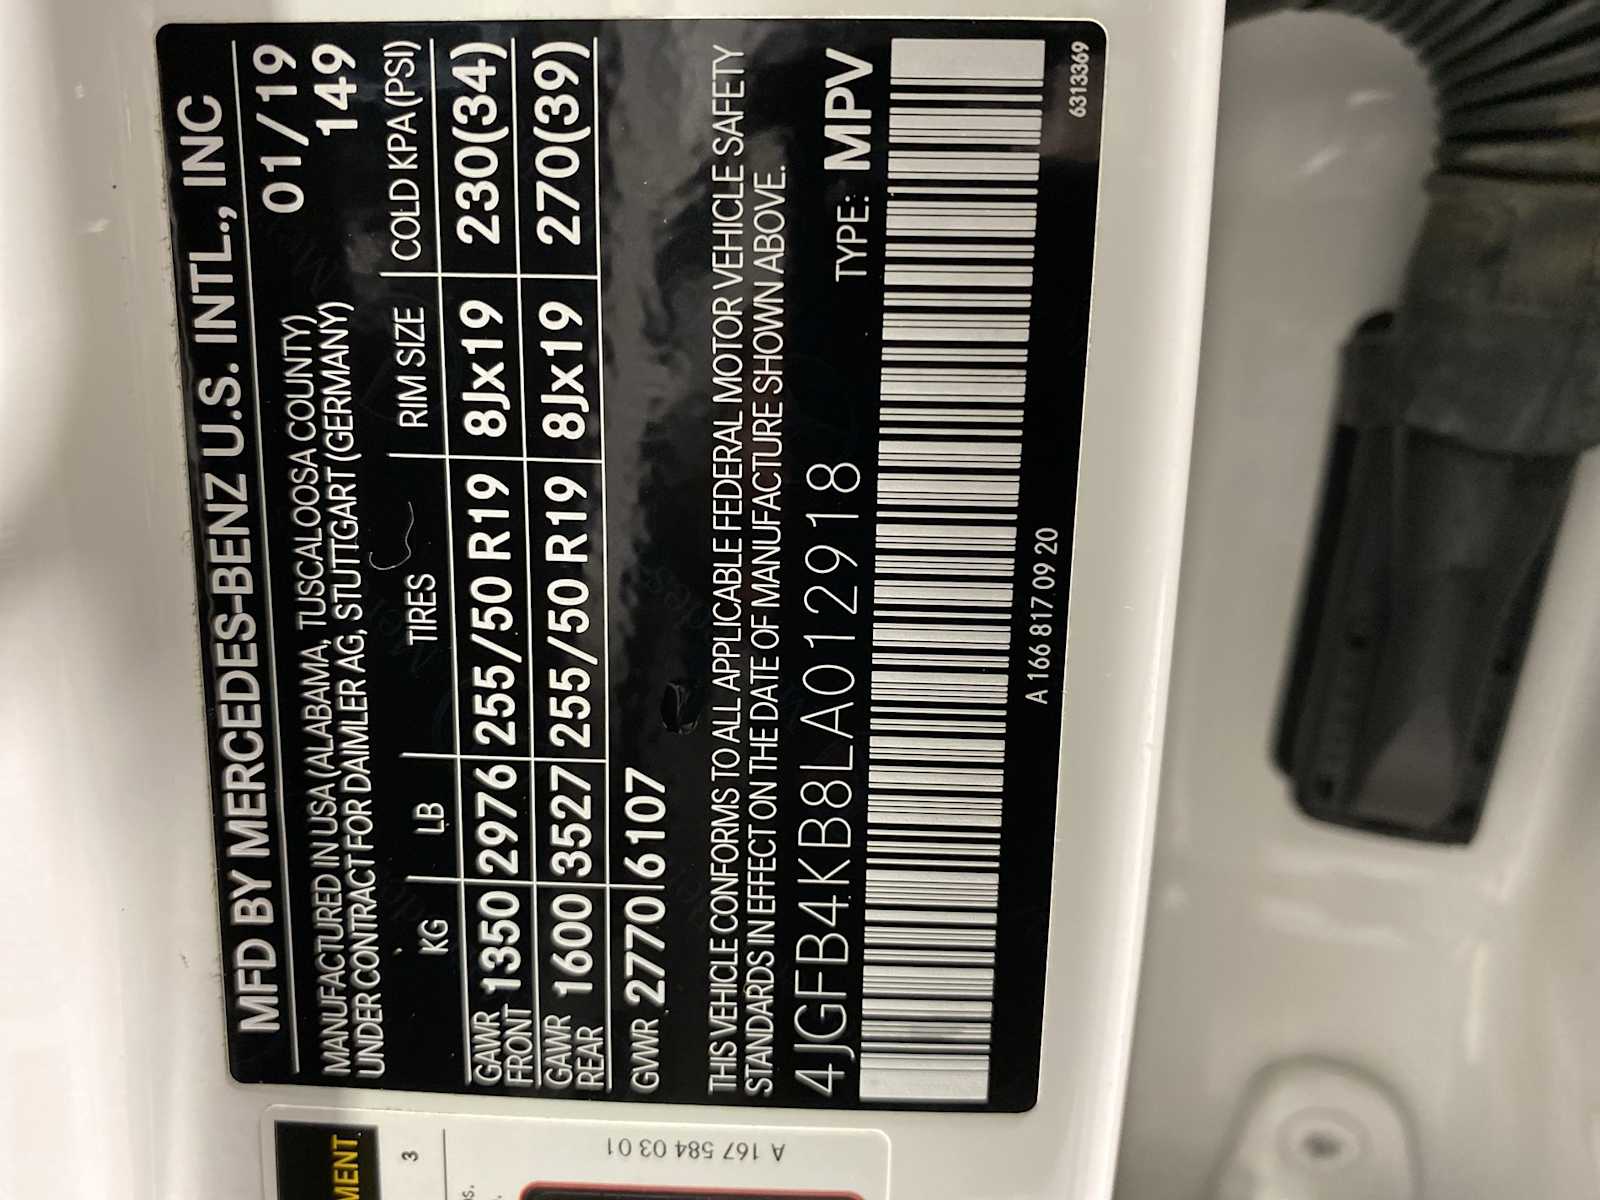 MFD BY MERCEDES-BENZ U.S. INTL., INC
MANUFACTURED IN USA (ALABAMA, TUSCALOOSA COUNTY) 01/19
UNDER CONTRACT FOR DAIMLER AG, STUTTGART (GERMANY) 149
KG LB TIRES RIM SIZE COLD KPA (PSI)
GAWR FRONT 1350 2976 255/50 R19 8Jx19 230(34)
GAWR REAR 1600 3527 255/50 R19 8Jx19 270(39)
GVWR 2770 6107
THIS VEHICLE CONFORMS TO ALL APPLICABLE FEDERAL MOTOR VEHICLE SAFETY
STANDARDS IN EFFECT ON THE DATE OF MANUFACTURE SHOWN ABOVE.
4JGFB4KB8LA012918 TYPE: MPV
A 166 817 09 20 6313369
MENT
3
A 167 584 03 01